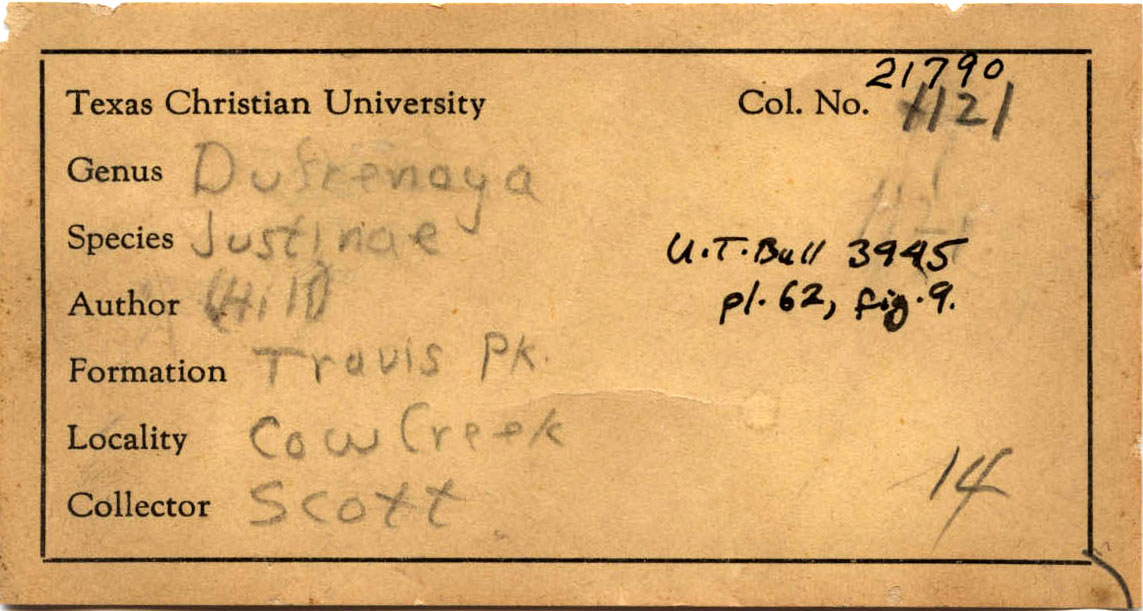 21790
Texas Christian University Col. No. 1121
Genus Dufrenoya
Species Justinae
U.T. Bull 3945
Author (Hill)
pl. 62, fig. 9.
Formation Travis Pk.
Locality Cow Creek
14
Collector Scott